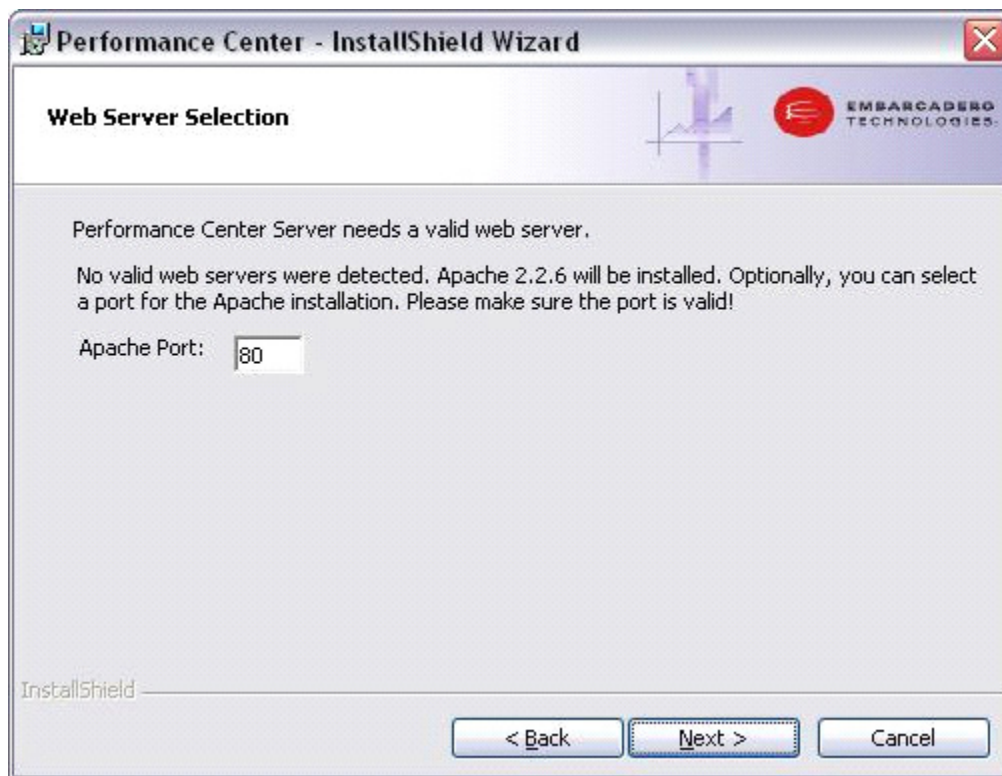 Performance Center - InstallShield Wizard
Web Server Selection
EMBARCADERO
TECHNOLOGIES
Performance Center Server needs a valid web server.
No valid web servers were detected. Apache 2.2.6 will be installed. Optionally, you can select
a port for the Apache installation. Please make sure the port is valid!
Apache Port: 80
InstallShield
< Back
Next >
Cancel